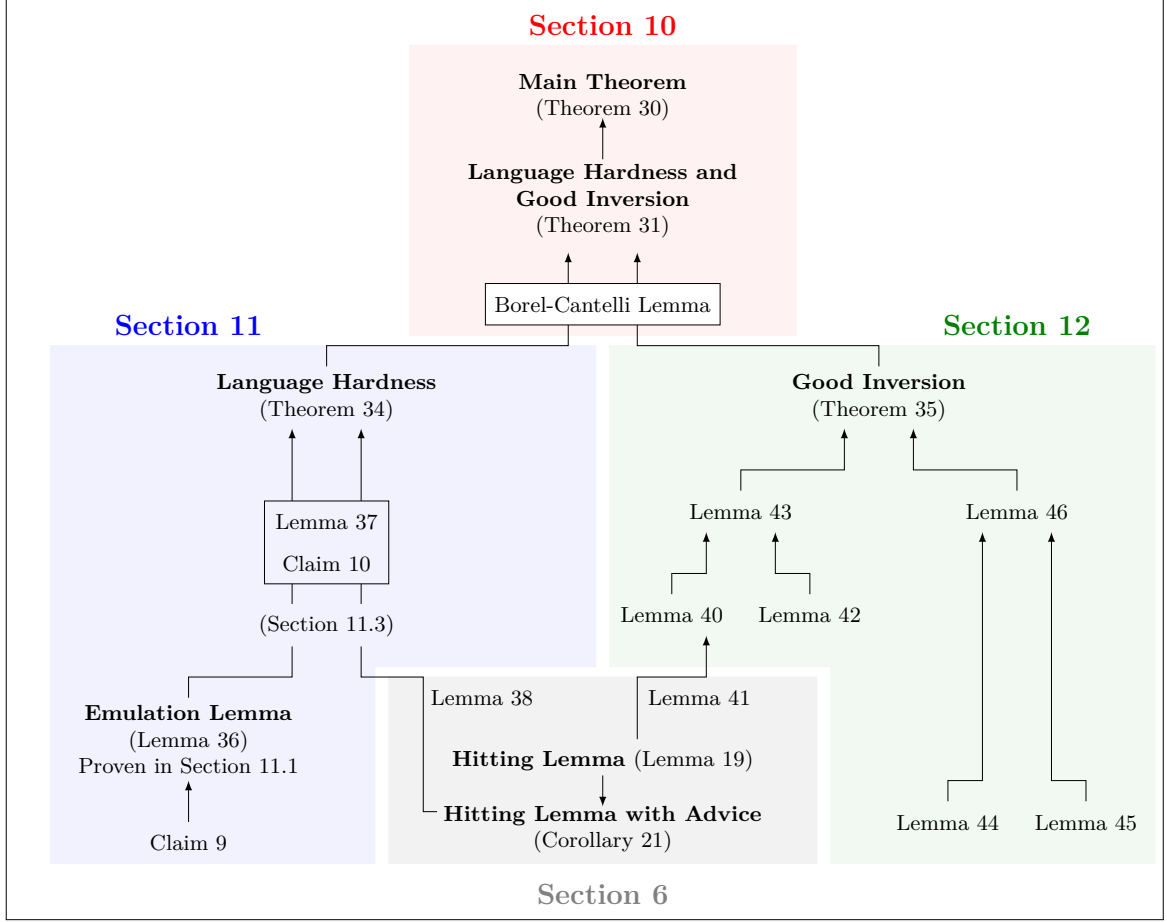 Section 10
Main Theorem
(Theorem 30)
Language Hardness and
Good Inversion
(Theorem 31)
Borel-Cantelli Lemma
Section 11
Language Hardness
(Theorem 34)
Lemma 37
Claim 10
(Section 11.3)
Emulation Lemma
(Lemma 36)
Proven in Section 11.1
Claim 9
Section 12
Good Inversion
(Theorem 35)
Lemma 43
Lemma 46
Lemma 40
Lemma 42
Lemma 44
Lemma 45
Lemma 38
Lemma 41
Hitting Lemma (Lemma 19)
Hitting Lemma with Advice
(Corollary 21)
Section 6